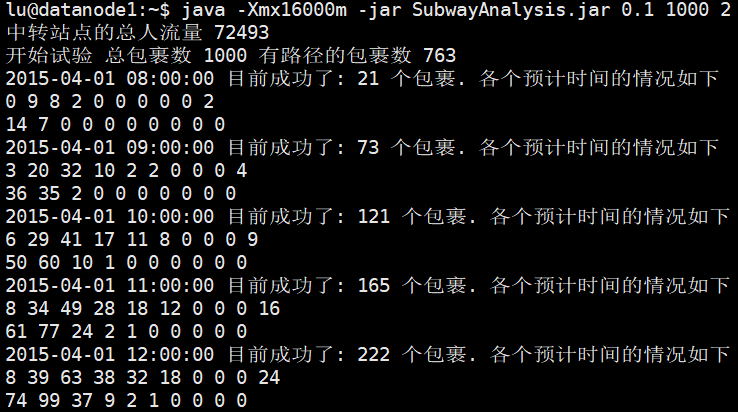 lu@datanode1:~$ java -Xmx16000m -jar SubwayAnalysis.jar 0.1 1000 2
中转站点的总人流量 72493
开始试验 总包裹数 1000 有路径的包裹数 763
2015-04-01 08:00:00 目前成功了: 21 个包裹. 各个预计时间的情况如下
0 9 8 2 0 0 0 0 0 2
14 7 0 0 0 0 0 0 0 0
2015-04-01 09:00:00 目前成功了: 73 个包裹. 各个预计时间的情况如下
3 20 32 10 2 2 0 0 0 4
36 35 2 0 0 0 0 0 0 0
2015-04-01 10:00:00 目前成功了: 121 个包裹. 各个预计时间的情况如下
6 29 41 17 11 8 0 0 0 9
50 60 10 1 0 0 0 0 0 0
2015-04-01 11:00:00 目前成功了: 165 个包裹. 各个预计时间的情况如下
8 34 49 28 18 12 0 0 0 16
61 77 24 2 1 0 0 0 0 0
2015-04-01 12:00:00 目前成功了: 222 个包裹. 各个预计时间的情况如下
8 39 63 38 32 18 0 0 0 24
74 99 37 9 2 1 0 0 0 0